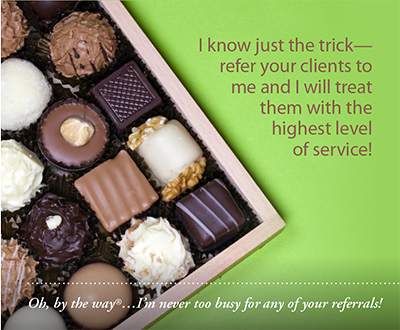 I know just the trick—
refer your clients to
me and I will treat
them with the
highest level
of service!
Oh, by the way®…I'm never too busy for any of your referrals!